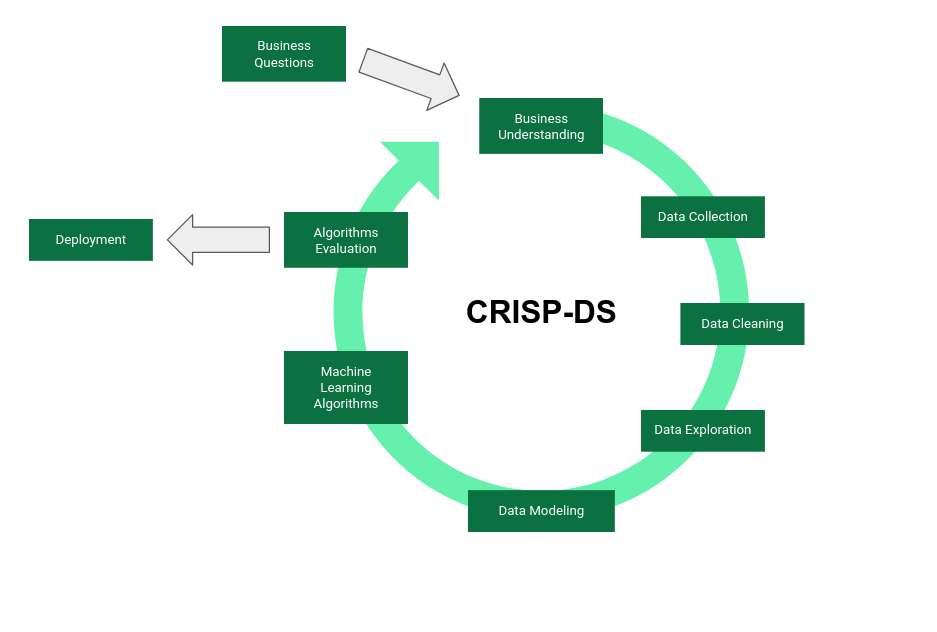 Business
Questions
Business
Understanding
Data Collection
Data Cleaning
Data Exploration
Data Modeling
Machine
Learning
Algorithms
Algorithms
Evaluation
Deployment
CRISP-DS